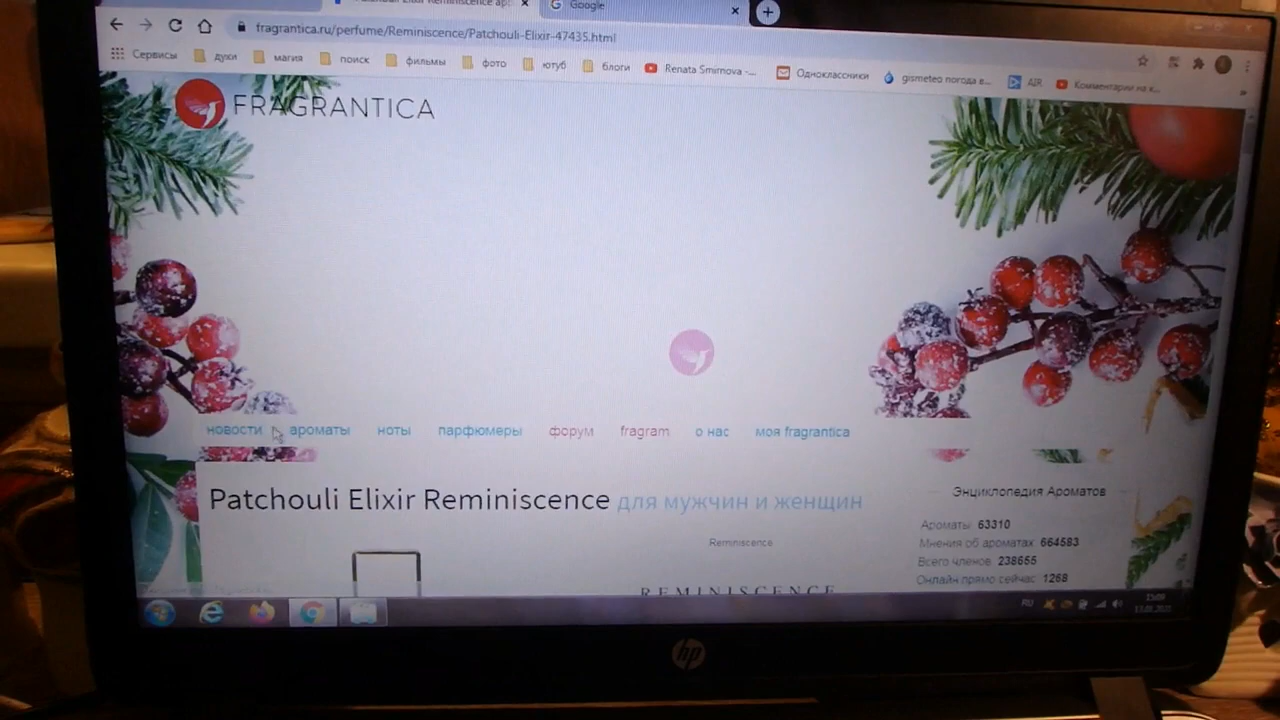 Google
fragrantica.ru/perfume/Reminiscence/Patchouli-Elixir-47435.html
Сервисы духи магия поиск фильмы фото ютуб блоги Renata Smirnova -... Одноклассники gismeteo погода в... AIR Комментарии на к...
FRAGRANTICA
новости ароматы ноты парфюмеры форум fragram о нас моя fragrantica
Patchouli Elixir Reminiscence для мужчин и женщин
Энциклопедия Ароматов
Ароматы 63310
Мнения об ароматах 664583
Всего членов 238655
Онлайн прямо сейчас 1268
Reminiscence
REMINISCENCE
RU
15:09
hp